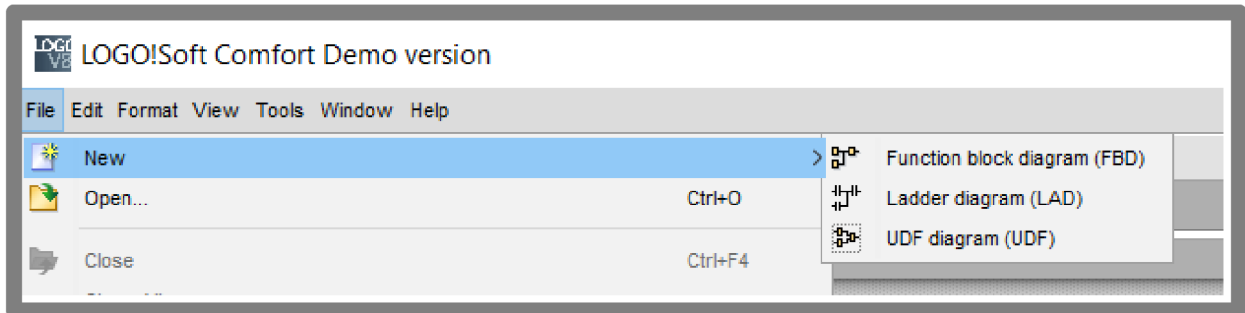 LOGO!Soft Comfort Demo version
File Edit Format View Tools Window Help
New > Function block diagram (FBD)
Open... Ctrl+O Ladder diagram (LAD)
UDF diagram (UDF)
Close Ctrl+F4